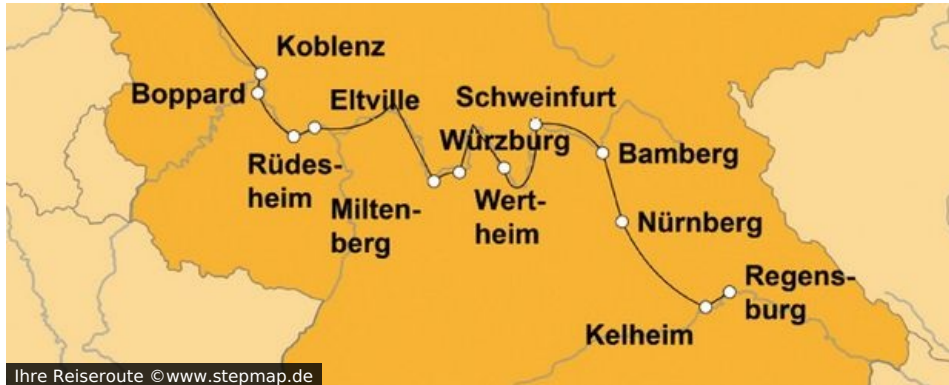 Koblenz
Boppard
Eltville
Schweinfurt
Würzburg
Bamberg
Rüdes-
heim
Milten-
berg
Wert-
heim
Nürnberg
Regens-
burg
Kelheim
Ihre Reiseroute ©www.stepmap.de